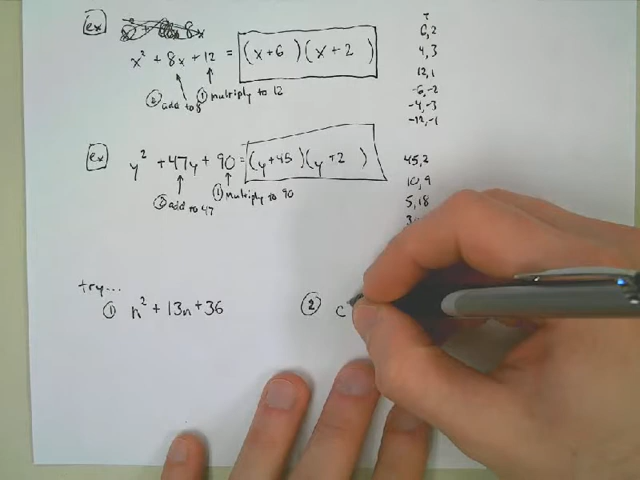 ex
x² + 8x + 12 = (x+6)(x+2)
② add to 8 ① multiply to 12
6,2
4,3
12,1
-6,-2
-4,-3
-12,-1
ex
y² + 47y + 90 = (y+45)(y+2)
② add to 47 ① multiply to 90
45,2
10,9
5,18
try...
① n² + 13n + 36
② c